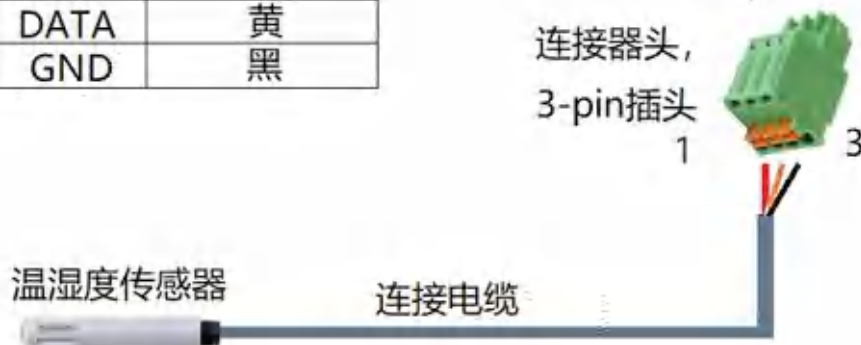 DATA 黄
GND 黑
连接器头,
3-pin插头
1 3
温湿度传感器
连接电缆